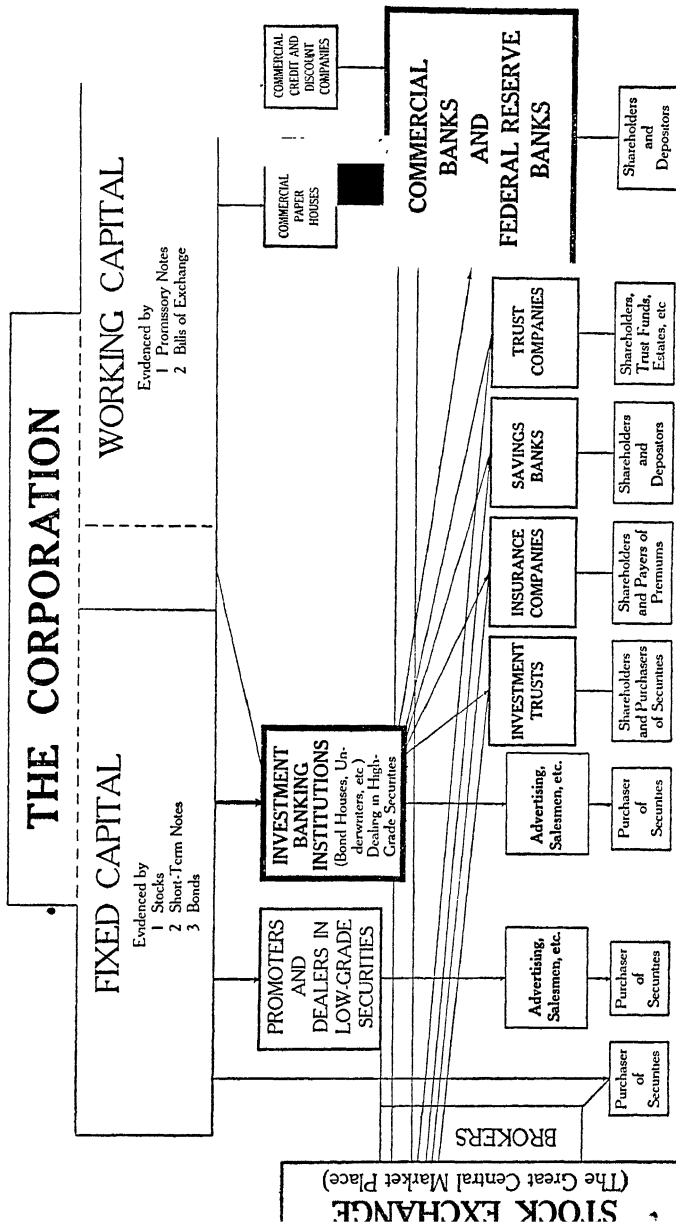 THE CORPORATION
FIXED CAPITAL
Evidenced by
1 Stocks
2 Short-Term Notes
3 Bonds
WORKING CAPITAL
Evidenced by
1 Promissory Notes
2 Bills of Exchange
PROMOTERS
AND
DEALERS IN
LOW-GRADE
SECURITIES
INVESTMENT
BANKING
INSTITUTIONS
(Bond Houses, Un-
derwriters, etc )
Dealing in High-
Grade Securities
COMMERCIAL
PAPER
HOUSES
COMMERCIAL
CREDIT AND
DISCOUNT
COMPANIES
COMMERCIAL
BANKS
AND
FEDERAL RESERVE
BANKS
STOCK EXCHANGE
(The Great Central Market Place)
BROKERS
Advertising,
Salesmen, etc.
Advertising,
Salesmen, etc.
INVESTMENT
TRUSTS
INSURANCE
COMPANIES
SAVINGS
BANKS
TRUST
COMPANIES
Purchaser
of
Securities
Purchaser
of
Securities
Purchaser
of
Securities
Shareholders
and Purchasers
of Securities
Shareholders
and Payers of
Premiums
Shareholders
and
Depositors
Shareholders,
Trust Funds,
Estates, etc
Shareholders
and
Depositors